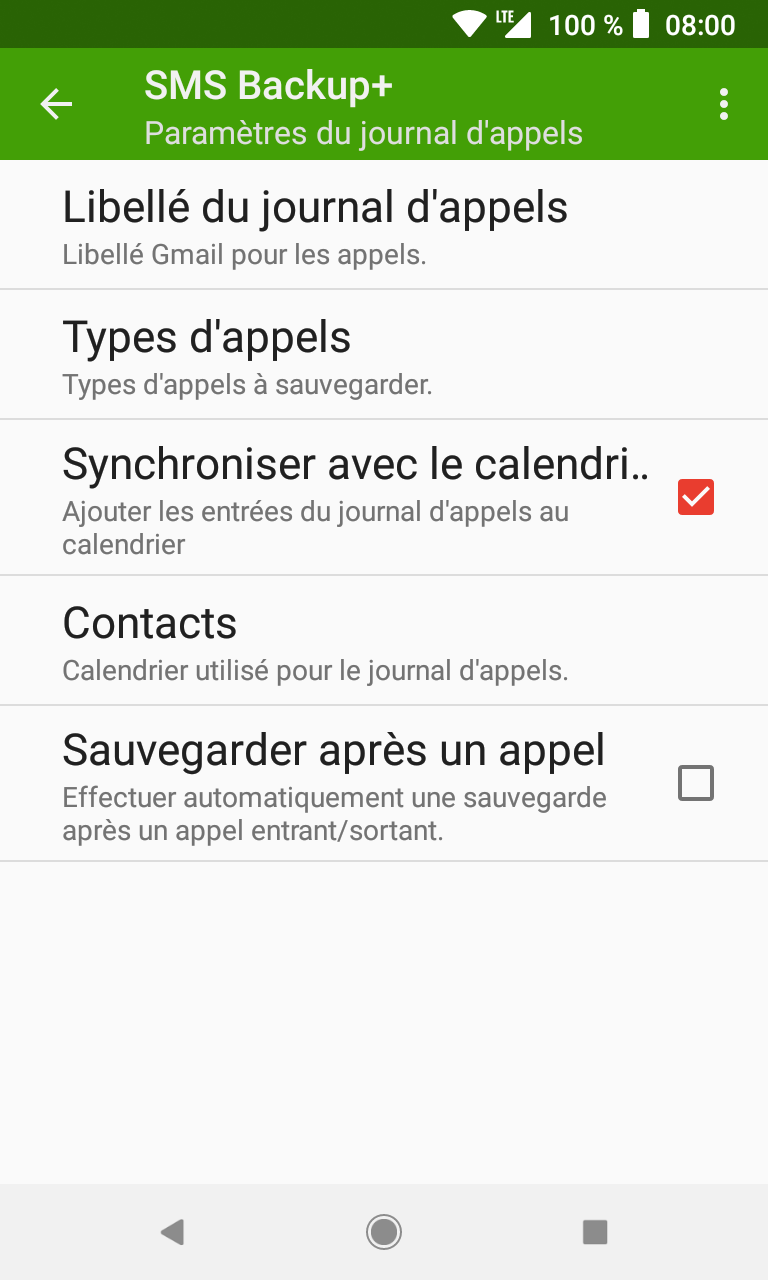 LTE 100 % 08:00
SMS Backup+
Paramètres du journal d'appels
Libellé du journal d'appels
Libellé Gmail pour les appels.
Types d'appels
Types d'appels à sauvegarder.
Synchroniser avec le calendri..
Ajouter les entrées du journal d'appels au
calendrier
Contacts
Calendrier utilisé pour le journal d'appels.
Sauvegarder après un appel
Effectuer automatiquement une sauvegarde
après un appel entrant/sortant.